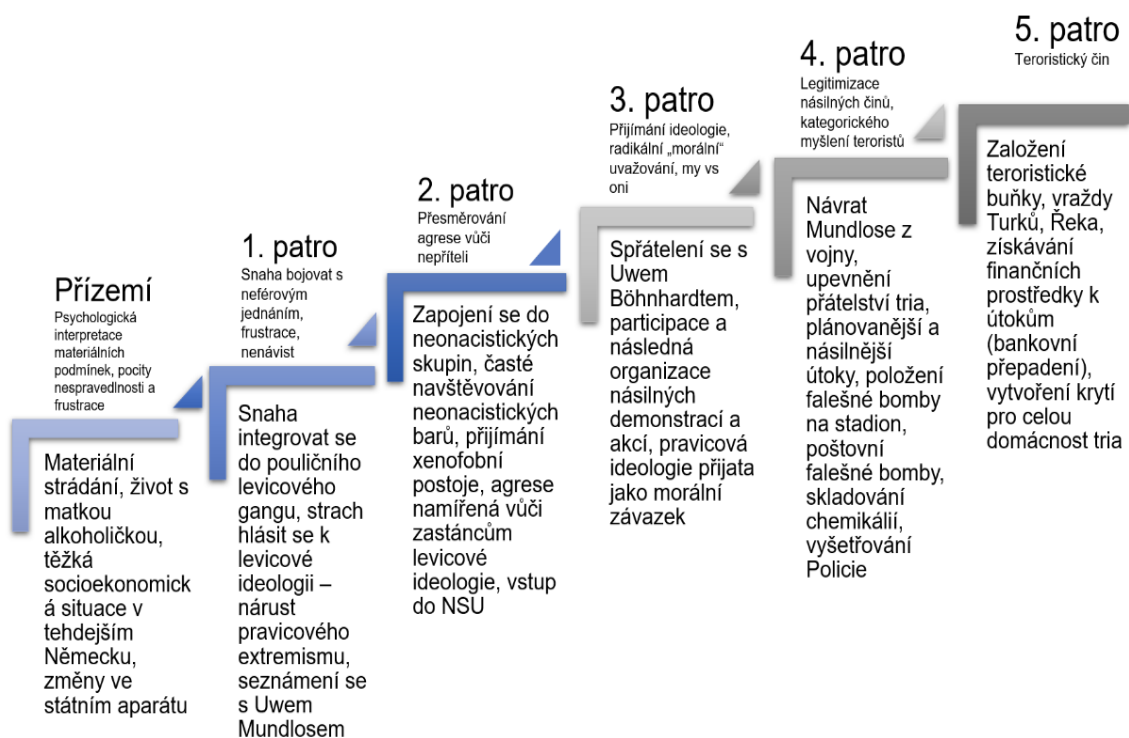 Přízemí
Psychologická
interpretace
materiálních
podmínek, pocity
nespravedlnosti a
frustrace
Materiální
strádání, život s
matkou
alkoholičkou,
těžká
socioekonomick
á situace v
tehdejším
Německu,
změny ve
státním aparátu
1. patro
Snaha bojovat s
neférovým
jednáním,
frustrace,
nenávist
Snaha
integrovat se
do pouličního
levicového
gangu, strach
hlásit se k
levicové
ideologii –
nárust
pravicového
extremismu,
seznámení se
s Uwem
Mundlosem
2. patro
Přesměrování
agrese vůči
nepříteli
Zapojení se do
neonacistických
skupin, časté
navštěvování
neonacistických
barů, přijímání
xenofobní
postoje, agrese
namířená vůči
zastáncům
levicové
ideologie, vstup
do NSU
3. patro
Přijímání ideologie,
radikální „morální“
uvažování, my vs
oni
Spřátelení se s
Uwem
Böhnhardtem,
participace a
následná
organizace
násilných
demonstrací a
akcí, pravicová
ideologie přijata
jako morální
závazek
4. patro
Legitimizace
násilných činů,
kategorického
myšlení teroristů
Návrat
Mundlose z
vojny,
upevnění
přátelství tria,
plánovanější a
násilnější
útoky, položení
falešné bomby
na stadion,
poštovní
falešné bomby,
skladování
chemikálií,
vyšetřování
Policie
5. patro
Teroristický čin
Založení
teroristické
buňky, vraždy
Turků, Řeka,
získávání
finančních
prostředky k
útokům
(bankovní
přepadení),
vytvoření krytí
pro celou
domácnost tria